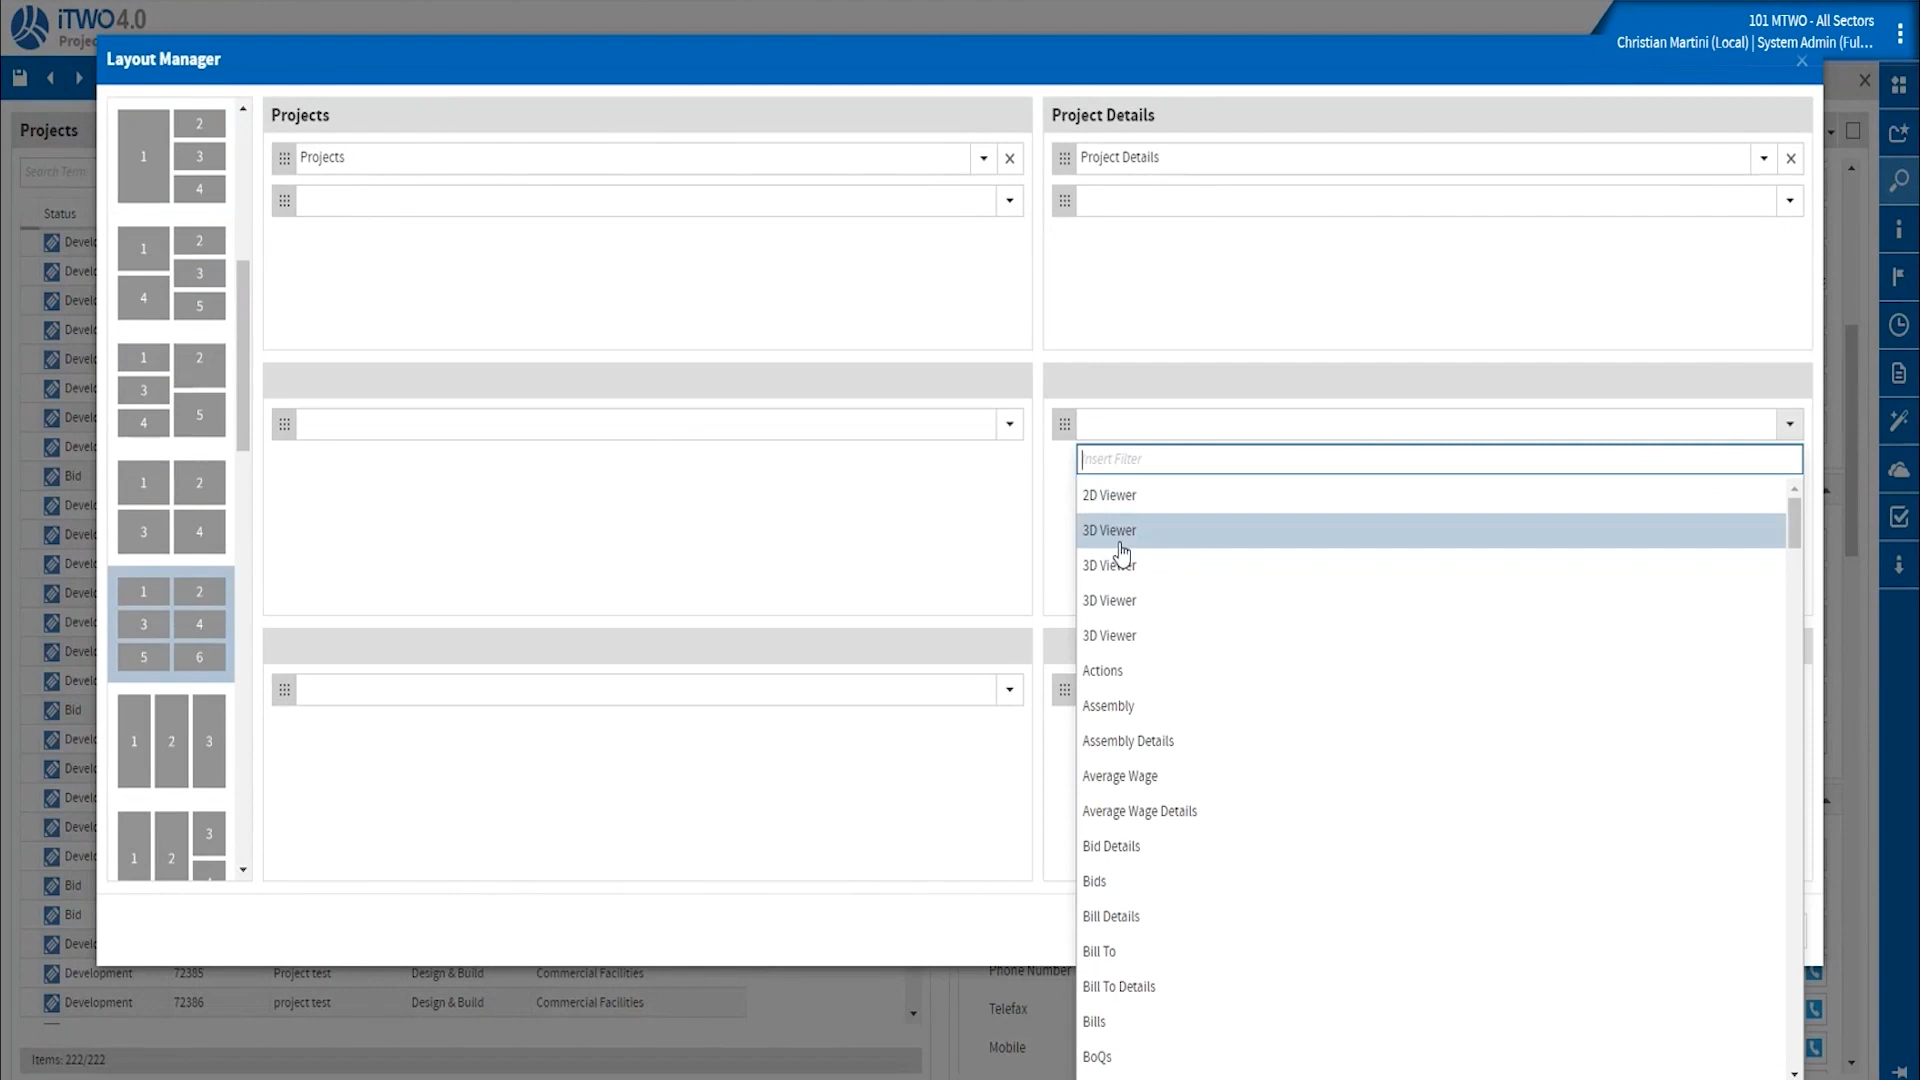 iTWO 4.0
101 MTWO - All Sectors
Christian Martini (Local) | System Admin (Ful...
Layout Manager
Projects
Search Term
Status
Bid
Bid
Bid
Bid
Development 72385 Project test Design & Build Commercial Facilities
Development 72386 project test Design & Build Commercial Facilities
Items: 222/222
1 2 3 4
1 2 3 4 5
1 2 3 4 5
1 2 3 4
1 2 3 4 5 6
1 2 3
1 2 3
Projects
Projects
Project Details
Project Details
Insert Filter
2D Viewer
3D Viewer
3D Viewer
3D Viewer
3D Viewer
Actions
Assembly
Assembly Details
Average Wage
Average Wage Details
Bid Details
Bids
Bill Details
Bill To
Bill To Details
Bills
BoQs
Phone Number
Telefax
Mobile